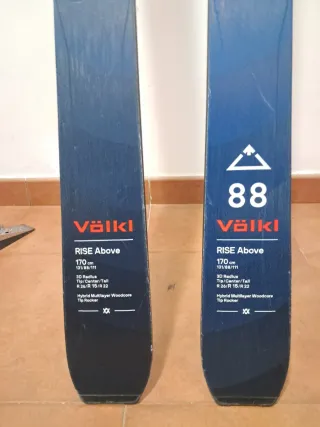 Völkl
RISE Above
170 cm
131/88/111
3D Radius
Tip/Center/Tail
R 26/R 16/R 22
Hybrid Multilayer Woodcore
Tip Rocker
88
Völkl
RISE Above
170 cm
131/88/111
3D Radius
Tip/Center/Tail
R 26/R 16/R 22
Hybrid Multilayer Woodcore
Tip Rocker